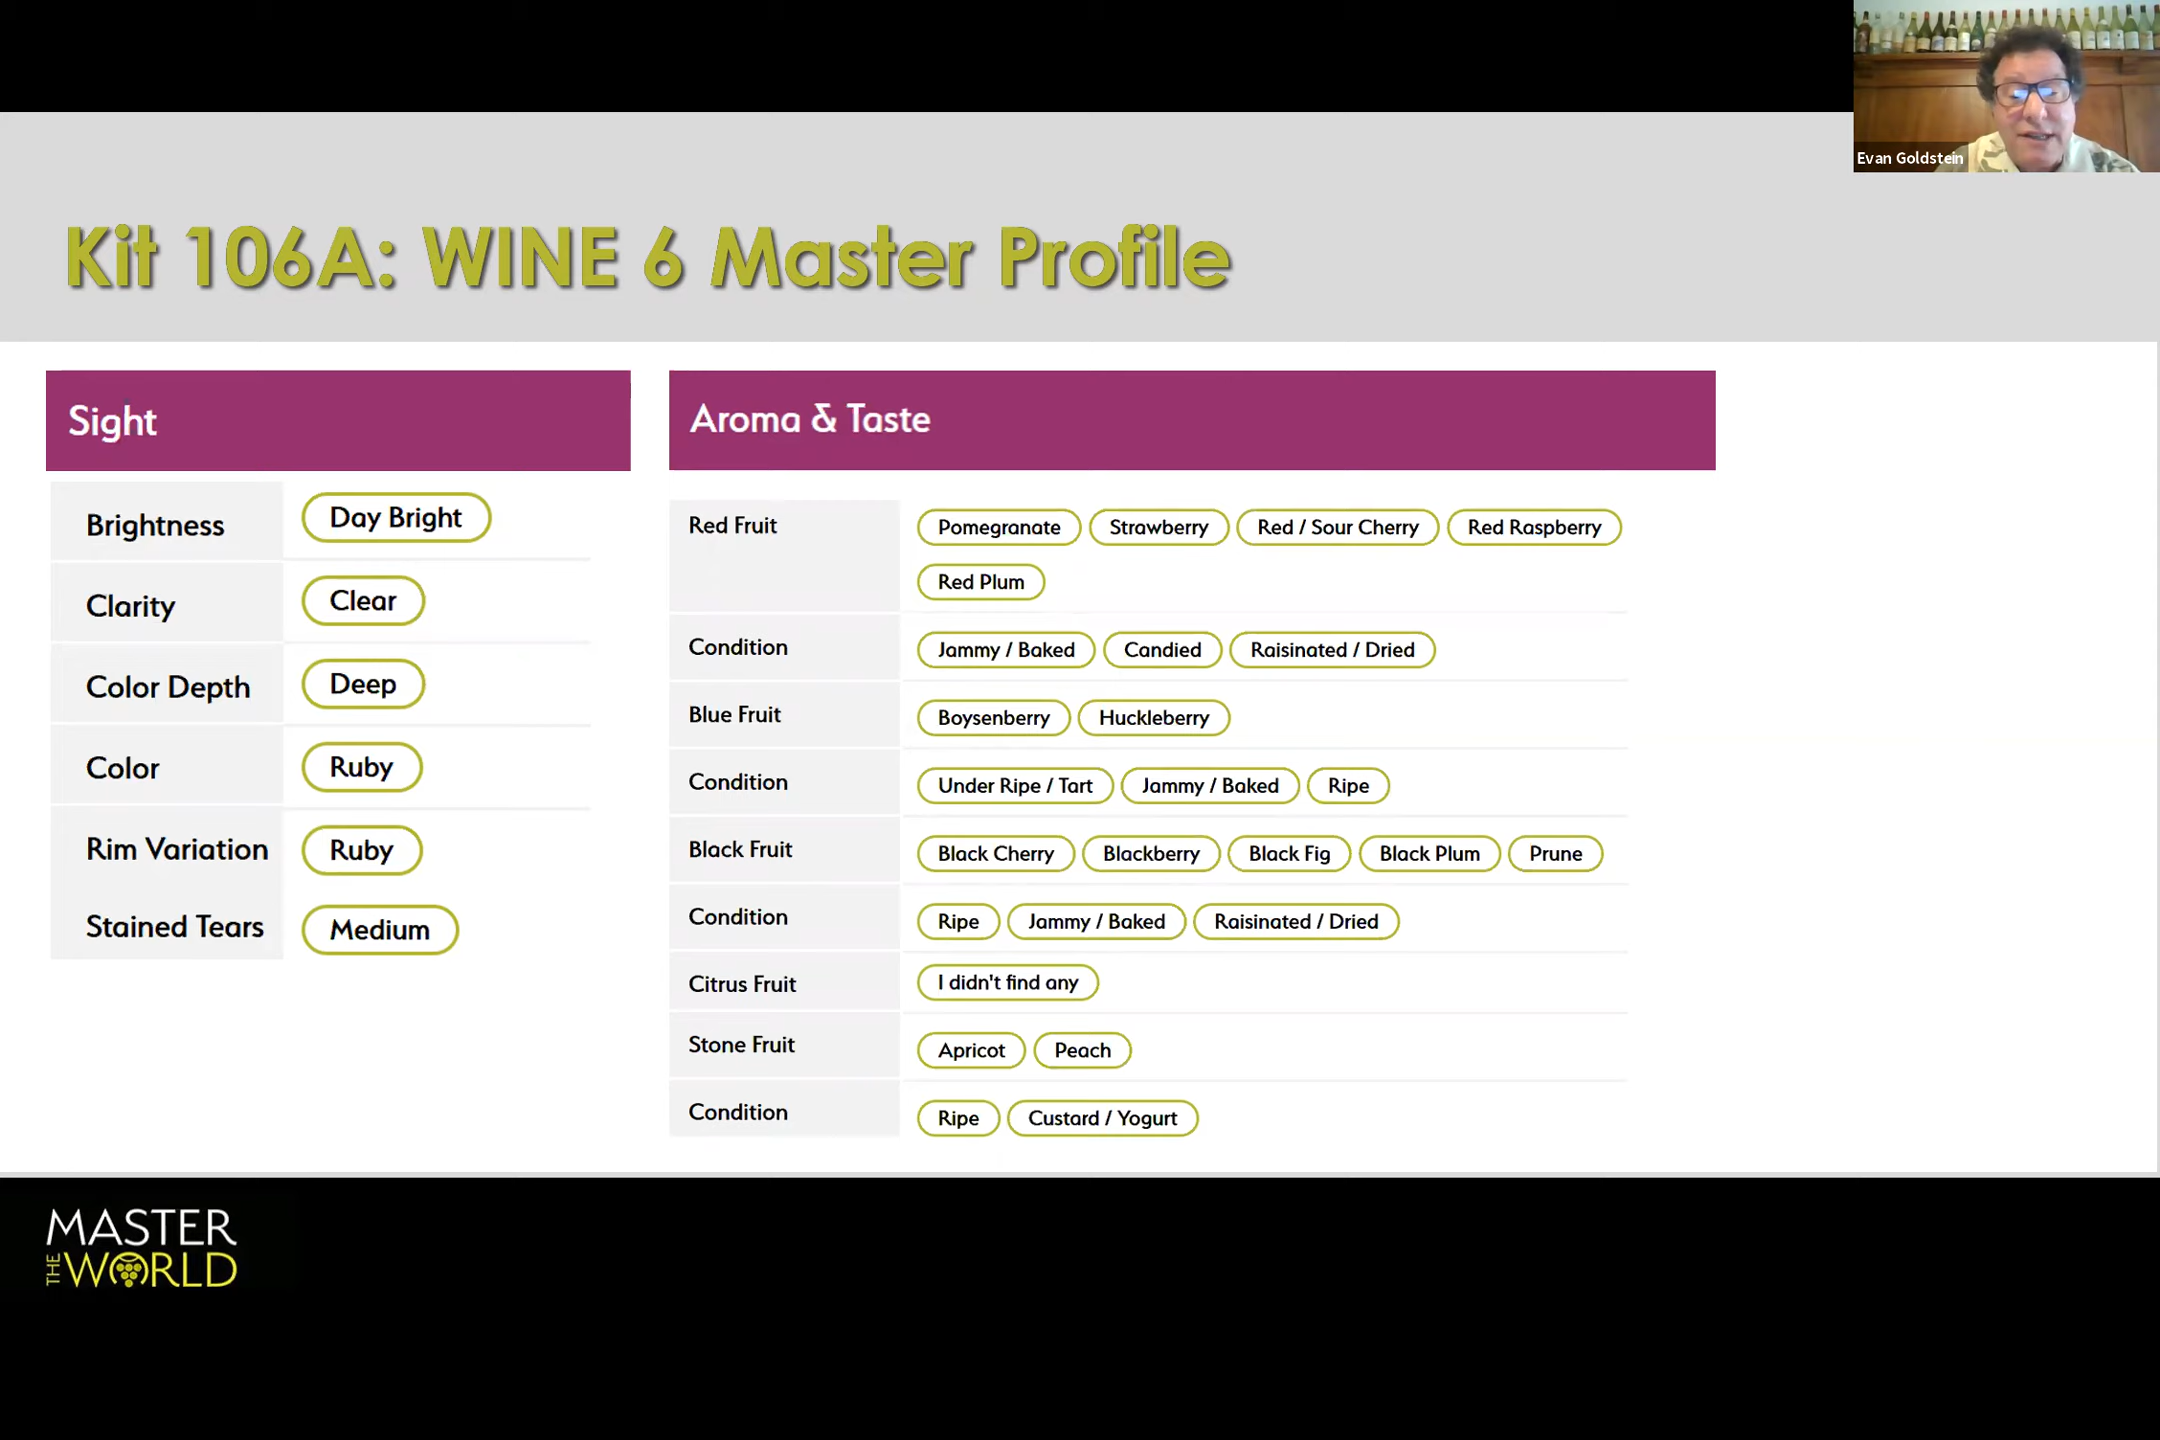 Evan Goldstein
Kit 106A: WINE 6 Master Profile
Sight
Brightness Day Bright
Clarity Clear
Color Depth Deep
Color Ruby
Rim Variation Ruby
Stained Tears Medium
Aroma & Taste
Red Fruit Pomegranate Strawberry Red / Sour Cherry Red Raspberry
Red Plum
Condition Jammy / Baked Candied Raisinated / Dried
Blue Fruit Boysenberry Huckleberry
Condition Under Ripe / Tart Jammy / Baked Ripe
Black Fruit Black Cherry Blackberry Black Fig Black Plum Prune
Condition Ripe Jammy / Baked Raisinated / Dried
Citrus Fruit I didn't find any
Stone Fruit Apricot Peach
Condition Ripe Custard / Yogurt
MASTER
THE WORLD